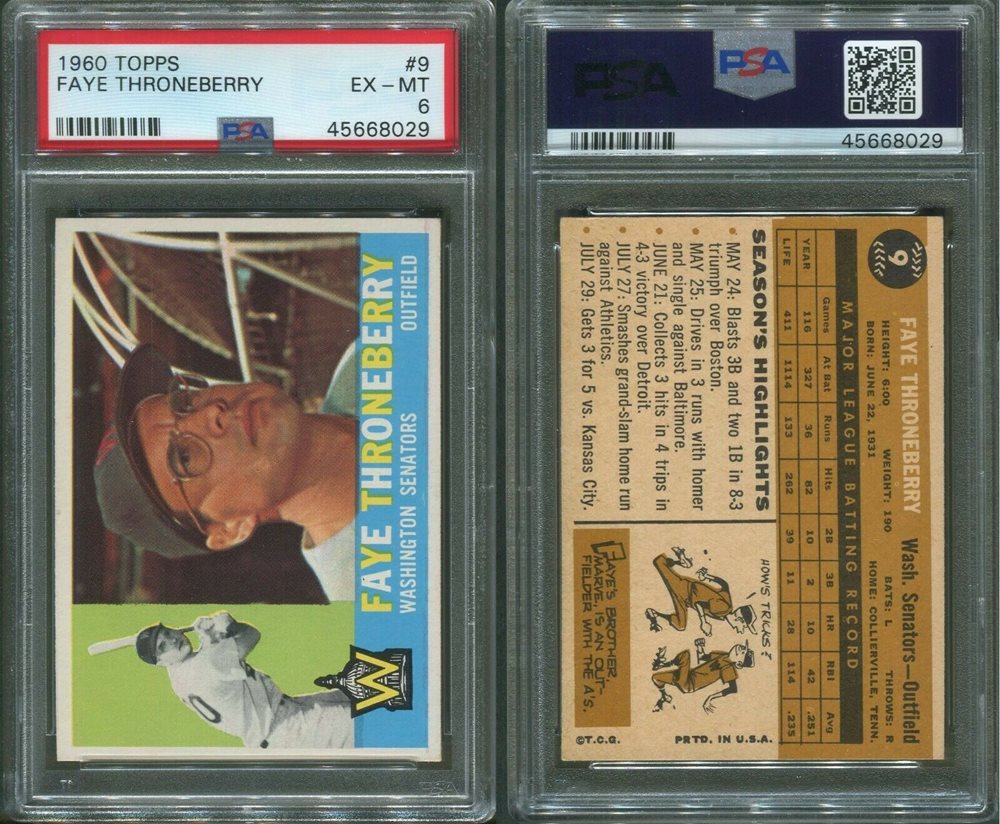 1960 TOPPS #9
FAYE THRONEBERRY EX – MT
6
PSA 45668029
FAYE THRONEBERRY
OUTFIELD
WASHINGTON SENATORS
W
0
PSA PSA
45668029
9
FAYE THRONEBERRY Wash. Senators—Outfield
HEIGHT: 6:00 WEIGHT: 190 BATS: L THROWS: R
BORN: JUNE 22, 1931 HOME: COLLIERVILLE, TENN.
MAJOR LEAGUE BATTING RECORD
Games At Bat Runs Hits 2B 3B HR RBI Avg
YEAR 116 327 36 82 10 2 10 42 .251
LIFE 411 1114 133 262 39 11 28 114 .235
SEASON'S HIGHLIGHTS
• MAY 24: Blasts 3B and two 1B in 8-3
triumph over Boston.
• MAY 25: Drives in 3 runs with homer
and single against Baltimore.
• JUNE 21: Collects 3 hits in 4 trips in
4-3 victory over Detroit.
• JULY 27: Smashes grand-slam home run
against Athletics.
• JULY 29: Gets 3 for 5 vs. Kansas City.
HOW'S TRICKS?
FAYE'S BROTHER,
MARVE, IS AN OUT-
FIELDER WITH THE A'S.
©T.C.G. PRTD. IN U.S.A.